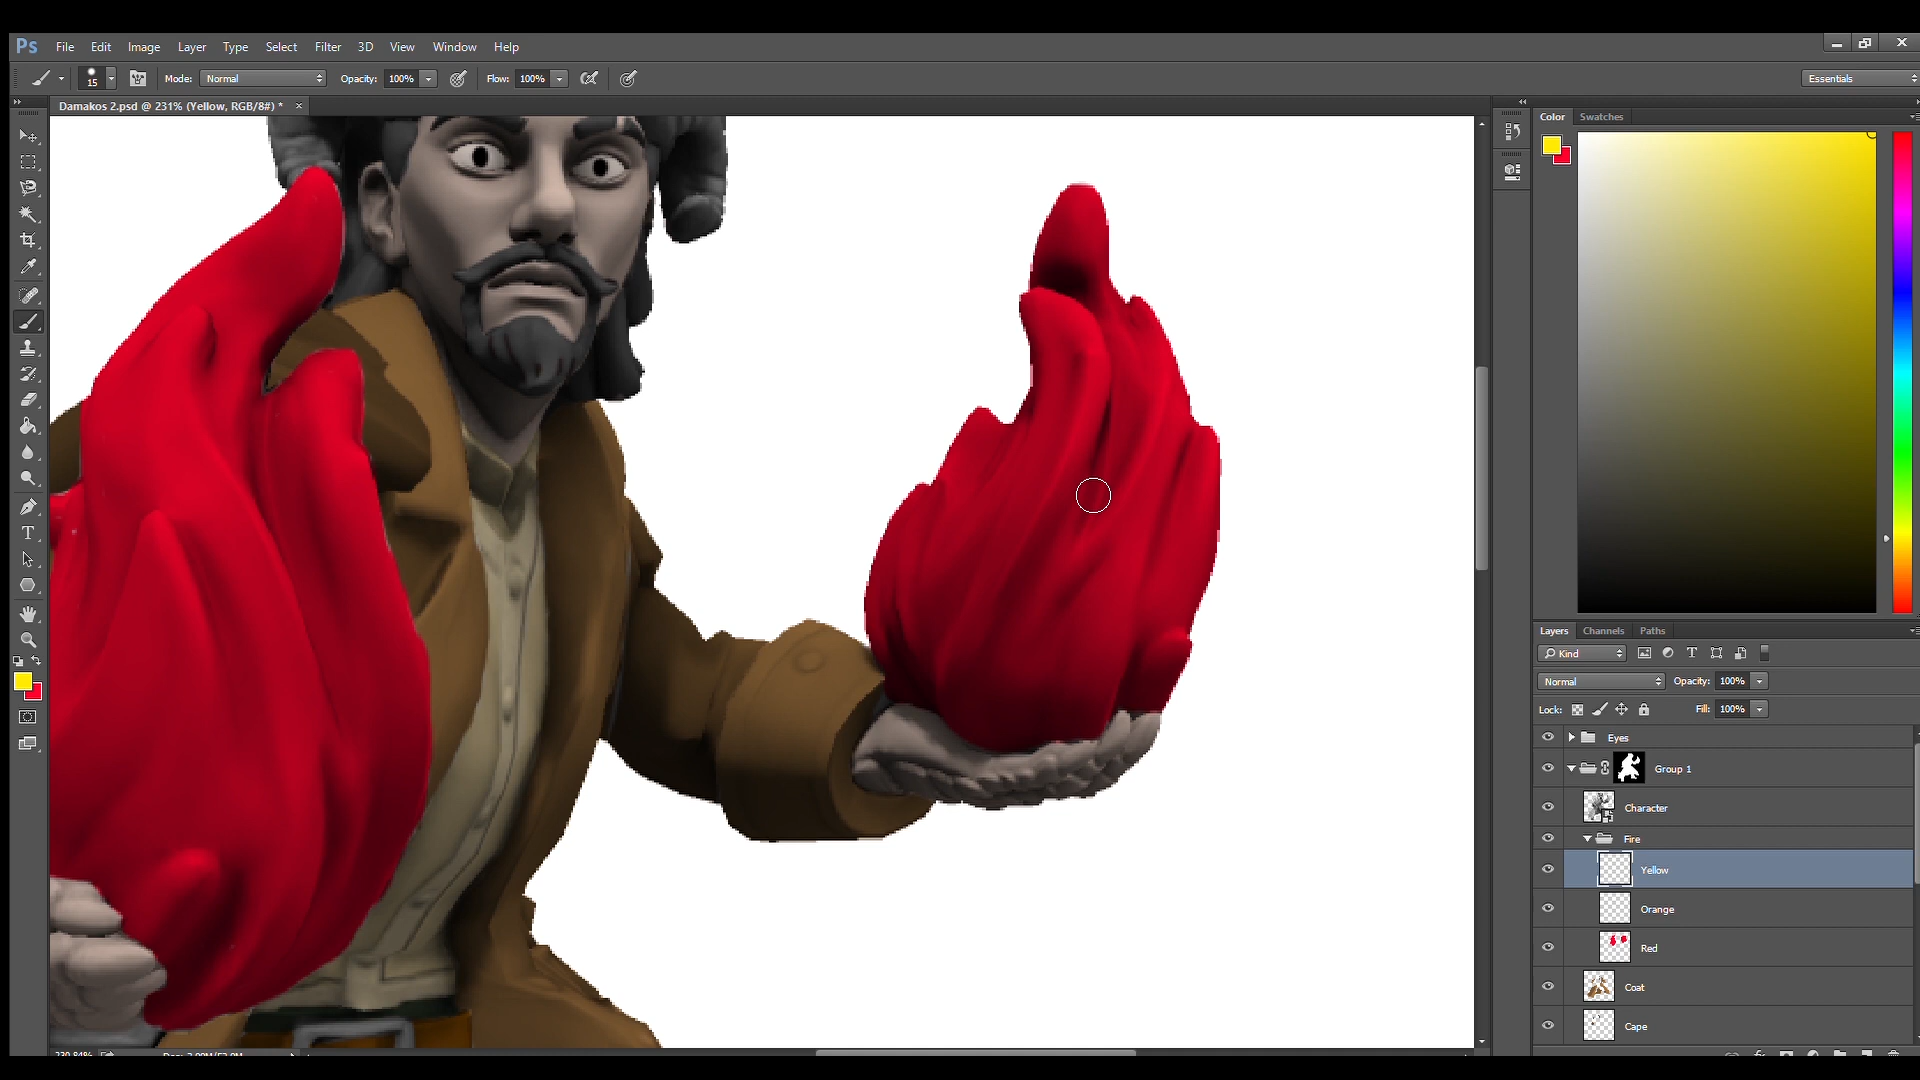 Ps File Edit Image Layer Type Select Filter 3D View Window Help
15 Mode: Normal Opacity: 100% Flow: 100% Essentials
Damakos 2.psd @ 231% (Yellow, RGB/8#) * ×
Color Swatches
Layers Channels Paths
Kind
Normal Opacity: 100%
Lock: Fill: 100%
Eyes
Group 1
Character
Fire
Yellow
Orange
Red
Coat
Cape